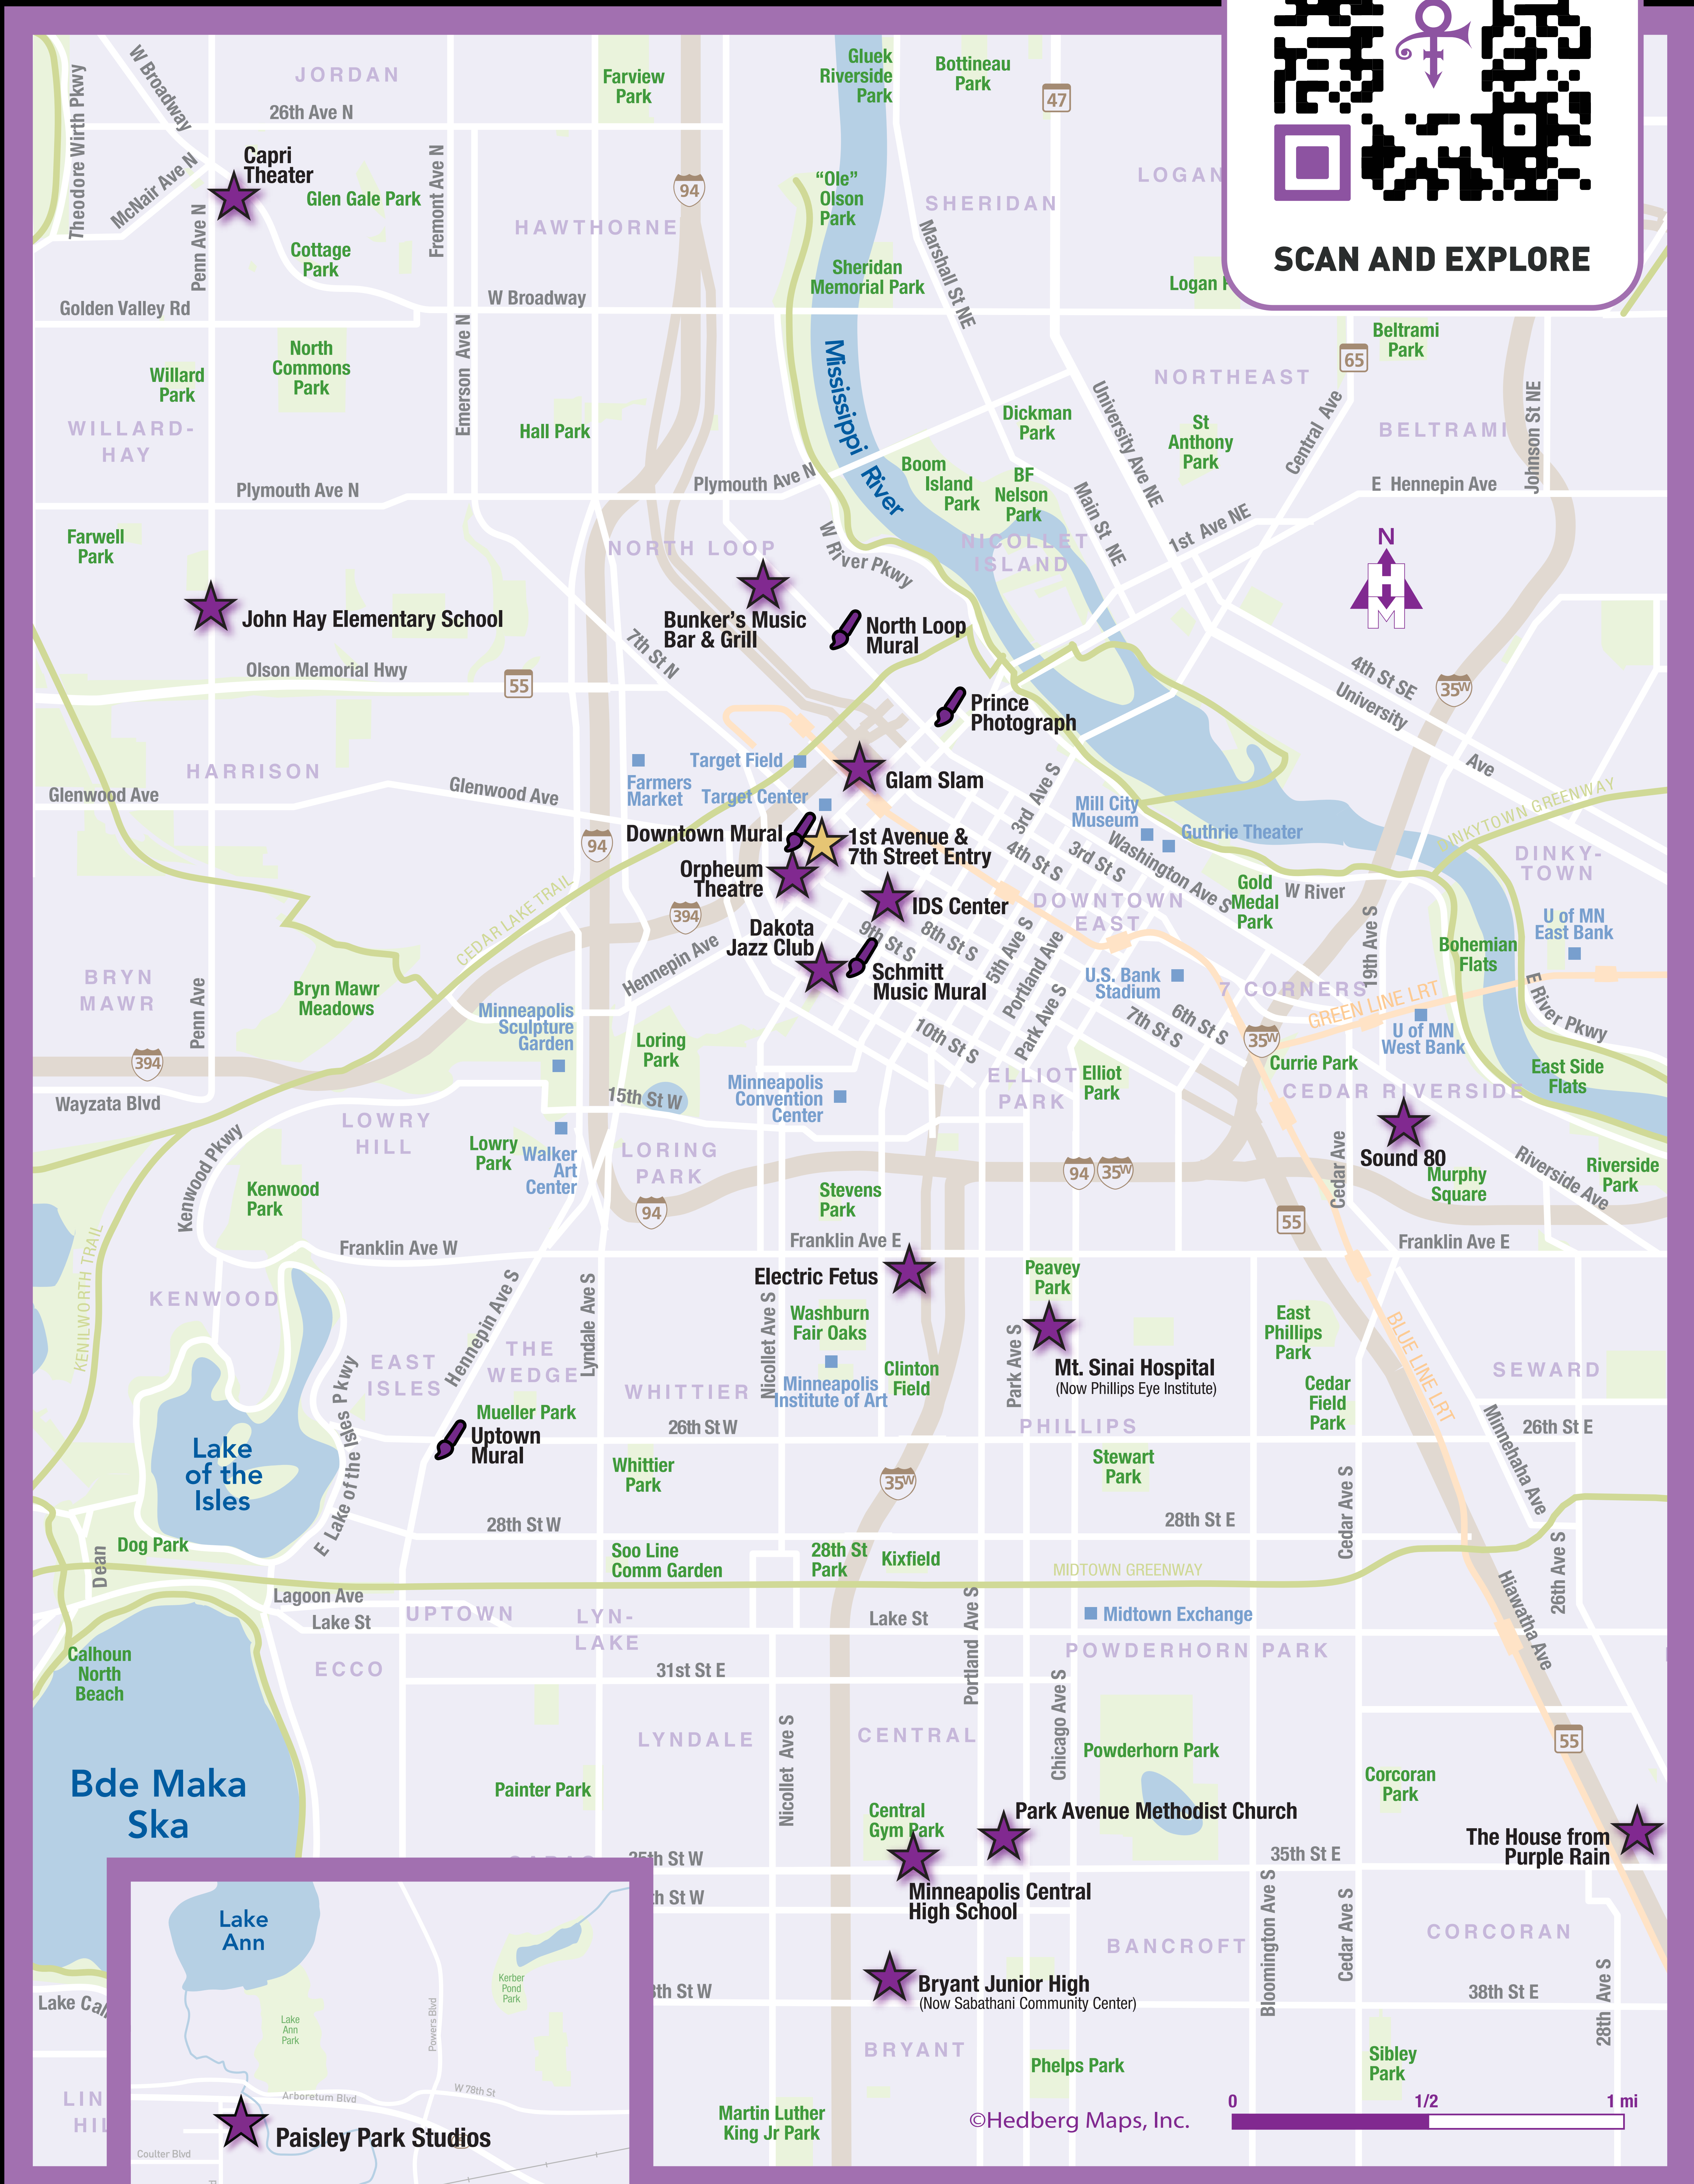 SCAN AND EXPLORE
JORDAN
Theodore Wirth Pkwy
W Broadway
26th Ave N
Farview
Park
Gluek
Riverside
Park
Bottineau
Park
47
Capri
Theater
McNair Ave N
Glen Gale Park
Penn Ave N
Cottage
Park
Fremont Ave N
HAWTHORNE
94
"Ole"
Olson
Park
SHERIDAN
LOGAN
Marshall St NE
Sheridan
Memorial Park
Golden Valley Rd
W Broadway
Logan
Beltrami
Park
65
North
Commons
Park
Willard
Park
Emerson Ave N
Mississippi River
NORTHEAST
University Ave NE
Central Ave
Johnson St NE
WILLARD-
HAY
Hall Park
Dickman
Park
St
Anthony
Park
BELTRAMI
Plymouth Ave N
Plymouth Ave N
Boom
Island
Park
BF
Nelson
Park
Main St NE
E Hennepin Ave
1st Ave NE
Farwell
Park
NORTH LOOP
W River Pkwy
NICOLLET
ISLAND
N
H
M
John Hay Elementary School
Bunker's Music
Bar & Grill
North Loop
Mural
7th St N
Olson Memorial Hwy
55
4th St SE
University
Ave
35W
Prince
Photograph
HARRISON
Target Field
Farmers
Market
Target Center
Glam Slam
Glenwood Ave
Glenwood Ave
3rd Ave S
Mill City
Museum
Guthrie Theater
DINKYTOWN GREENWAY
94
Downtown Mural
1st Avenue &
7th Street Entry
4th St S
3rd St S
Washington Ave S
DINKY-
TOWN
Orpheum
Theatre
CEDAR LAKE TRAIL
394
IDS Center
DOWNTOWN
EAST
Gold
Medal
Park
W River
19th Ave S
U of MN
East Bank
Dakota
Jazz Club
9th St S
8th St S
5th Ave S
Portland Ave
Park Ave S
Bohemian
Flats
Hennepin Ave
Schmitt
Music Mural
U.S. Bank
Stadium
7 CORNERS
GREEN LINE LRT
E River Pkwy
BRYN
MAWR
Penn Ave
Bryn Mawr
Meadows
Minneapolis
Sculpture
Garden
Loring
Park
10th St S
7th St S
6th St S
35W
U of MN
West Bank
394
Currie Park
East Side
Flats
Wayzata Blvd
15th St W
Minneapolis
Convention
Center
ELLIOT
PARK
Elliot
Park
CEDAR RIVERSIDE
LOWRY
HILL
Kenwood Pkwy
Lowry
Park
Walker
Art
Center
LORING
PARK
Sound 80
Cedar Ave
Murphy
Square
Riverside Ave
Riverside
Park
94
35W
Kenwood
Park
94
Stevens
Park
55
KENILWORTH TRAIL
Franklin Ave W
Franklin Ave E
Franklin Ave E
Electric Fetus
Peavey
Park
KENWOOD
Hennepin Ave S
Lyndale Ave S
Nicollet Ave S
Washburn
Fair Oaks
Park Ave S
East
Phillips
Park
BLUE LINE LRT
EAST
ISLES
THE
WEDGE
WHITTIER
Minneapolis
Institute of Art
Clinton
Field
Mt. Sinai Hospital
(Now Phillips Eye Institute)
Cedar
Field
Park
SEWARD
E Lake of the Isles Pkwy
Mueller Park
Uptown
Mural
26th St W
PHILLIPS
26th St E
Minnehaha Ave
Lake
of the
Isles
Whittier
Park
35W
Stewart
Park
Cedar Ave S
28th St W
28th St E
Dog Park
Dean
Soo Line
Comm Garden
28th St
Park
Kixfield
MIDTOWN GREENWAY
26th Ave S
Hiawatha Ave
Lagoon Ave
Lake St
UPTOWN
LYN-
LAKE
Lake St
Portland Ave S
Midtown Exchange
POWDERHORN PARK
Calhoun
North
Beach
ECCO
31st St E
Chicago Ave S
LYNDALE
Nicollet Ave S
CENTRAL
Powderhorn Park
55
Bde Maka
Ska
Painter Park
Corcoran
Park
Central
Gym Park
Park Avenue Methodist Church
The House from
Purple Rain
35th St W
35th St E
Minneapolis Central
High School
th St W
Bloomington Ave S
Cedar Ave S
BANCROFT
CORCORAN
Lake
Ann
Kerber
Pond
Park
Bryant Junior High
(Now Sabathani Community Center)
th St W
38th St E
28th Ave S
Lake Cal
Lake
Ann
Park
Powers Blvd
BRYANT
Phelps Park
Sibley
Park
LIN
HIL
Arboretum Blvd
W 78th St
Paisley Park Studios
Coulter Blvd
Martin Luther
King Jr Park
©Hedberg Maps, Inc.
0
1/2
1 mi